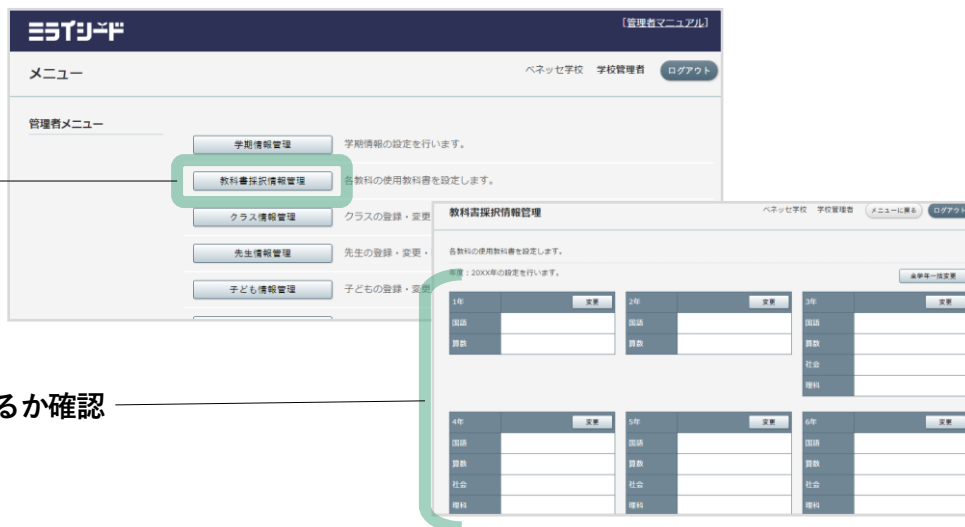 ミライシード
[管理者マニュアル]
メニュー
ベネッセ学校 学校管理者 ログアウト
管理者メニュー
学期情報管理 学期情報の設定を行います。
教科書採択情報管理 各教科の使用教科書を設定します。
クラス情報管理 クラスの登録・変更
先生情報管理 先生の登録・変更・
子ども情報管理 子どもの登録・変更
るか確認
教科書採択情報管理
ベネッセ学校 学校管理者 メニューに戻る ログアウト
各教科の使用教科書を設定します。
年度：20XX年の設定を行います。
全学年一括変更
1年 変更 2年 変更 3年 変更
国語 国語 国語
算数 算数 算数
社会
理科
4年 変更 5年 変更 6年 変更
国語 国語 国語
算数 算数 算数
社会 社会 社会
理科 理科 理科